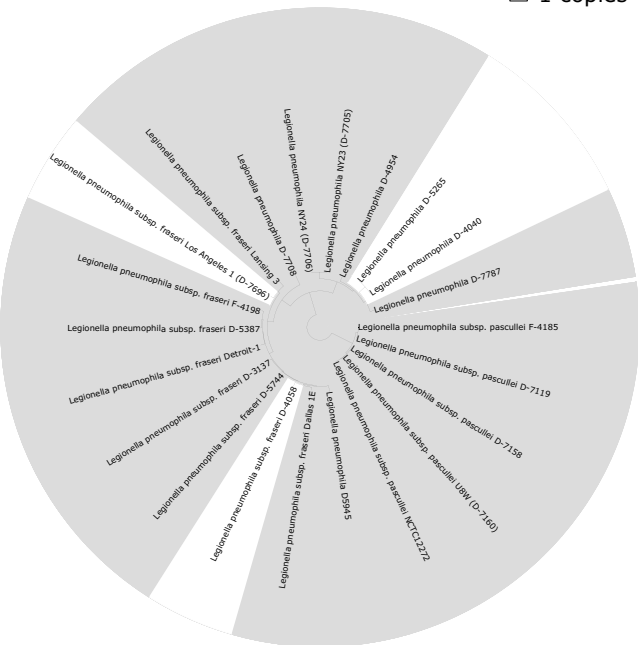 1 copies
Legionella pneumophila D-4954
Legionella pneumophila D-5265
Legionella pneumophila D-4040
Legionella pneumophila D-7787
Legionella pneumophila subsp. pascullei F-4185
Legionella pneumophila subsp. pascullei D-7119
Legionella pneumophila subsp. pascullei D-7158
Legionella pneumophila subsp. pascullei U8W (D-7160)
Legionella pneumophila subsp. pascullei NCTC12272
Legionella pneumophila D5945
Legionella pneumophila subsp. fraseri Dallas 1E
Legionella pneumophila subsp. fraseri D-4058
Legionella pneumophila subsp. fraseri D-5744
Legionella pneumophila subsp. fraseri D-3137
Legionella pneumophila subsp. fraseri Detroit-1
Legionella pneumophila subsp. fraseri D-5387
Legionella pneumophila subsp. fraseri F-4198
Legionella pneumophila subsp. fraseri Los Angeles 1 (D-7696)
Legionella pneumophila subsp. fraseri Lansing 3
Legionella pneumophila D-7708
Legionella pneumophila NY24 (D-7706)
Legionella pneumophila NY23 (D-7705)